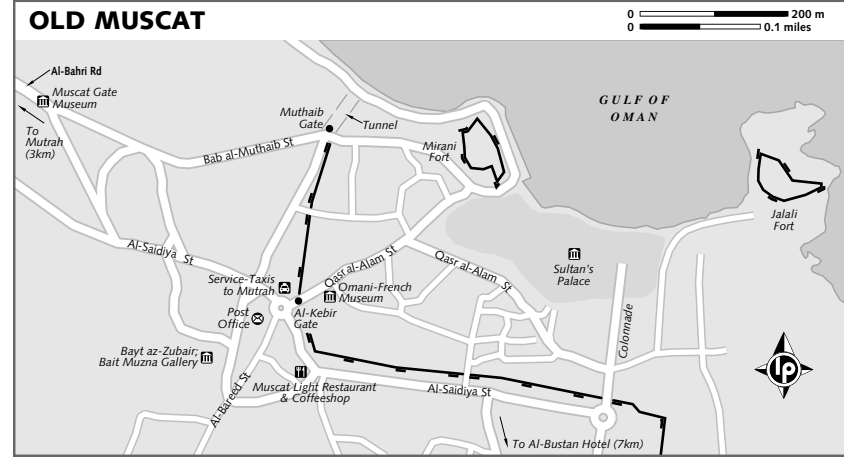 OLD MUSCAT
0 200 m
0 0.1 miles
Al-Bahri Rd
Muscat Gate
Museum
To
Mutrah
(3km)
Muthaib
Gate
Tunnel
Bab al-Muthaib St
Mirani
Fort
GULF OF
OMAN
Jalali
Fort
Al-Saidiya St
Qasr al-Alam St
Qasr al-Alam St
Sultan's
Palace
Service-Taxis
to Mutrah
Omani-French
Museum
Post
Office
Al-Kebir
Gate
Colonnade
Bayt az-Zubair;
Bait Muzna Gallery
Al-Bareed St
Muscat Light Restaurant
& Coffeeshop
Al-Saidiya St
To Al-Bustan Hotel (7km)
lp